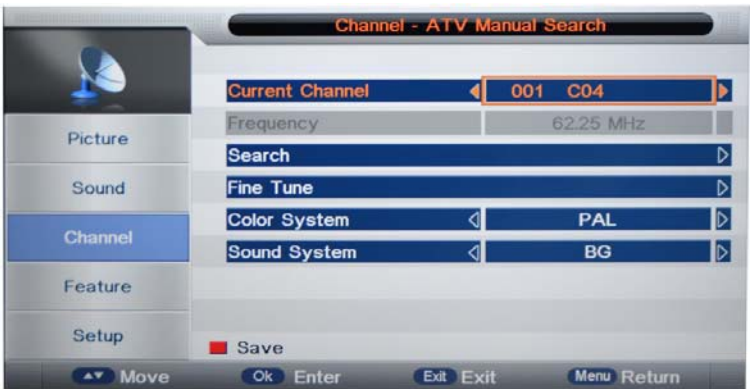 Channel - ATV Manual Search
Current Channel 001 C04
Frequency 62.25 MHz
Search
Fine Tune
Color System PAL
Sound System BG
Picture
Sound
Channel
Feature
Setup
Save
Move Ok Enter Exit Exit Menu Return